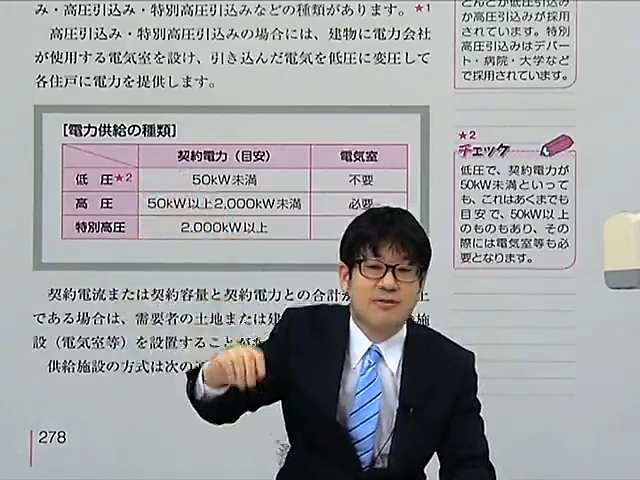 み・高圧引込み・特別高圧引込みなどの種類があります。★1
高圧引込み・特別高圧引込みの場合には、建物に電力会社
が使用する電気室を設け、引き込んだ電気を低圧に変圧して
各住戸に電力を提供します。
[電力供給の種類]
契約電力（目安） 電気室
低 圧★2 50kW未満 不要
高 圧 50kW以上2,000kW未満 必要
特別高圧 2,000kW以上
契約電流または契約容量と契約電力との合計が
である場合は、需要者の土地または建
設（電気室等）を設置することが
供給施設の方式は次の
278
か高圧引込みが採用
されています。特別
高圧引込みはデパー
ト・病院・大学など
で採用されています。
★2
チェック
低圧で、契約電力が
50kW未満といって
も、これはあくまでも
目安で、50kW以上
のものもあり、その
際には電気室等も必
要となります。